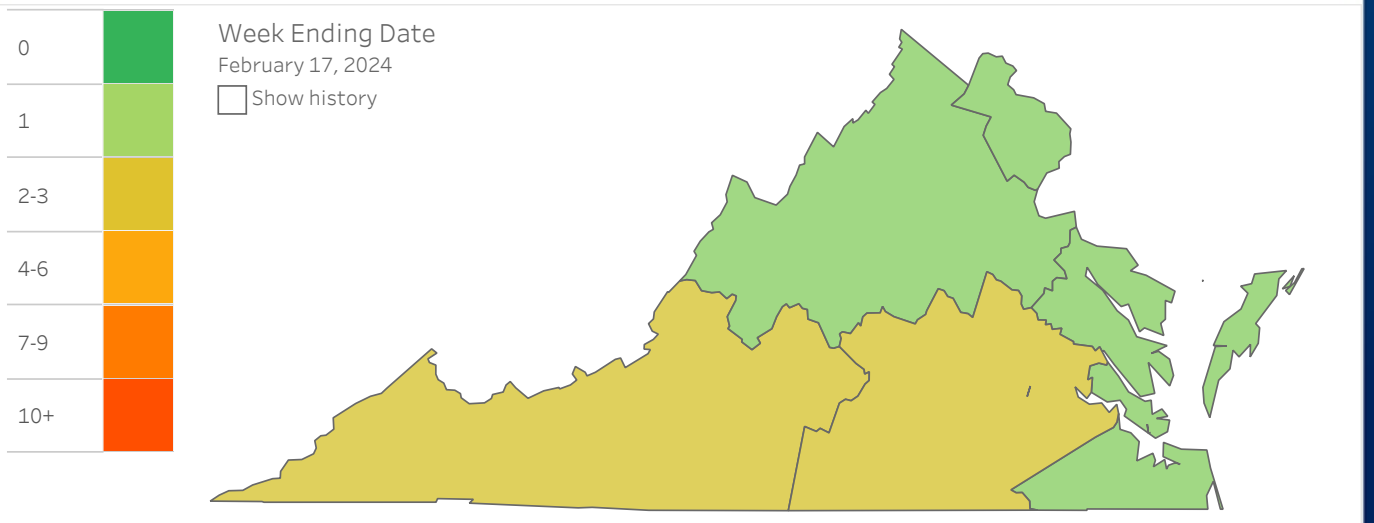 0
1
2-3
4-6
7-9
10+
Week Ending Date
February 17, 2024
Show history